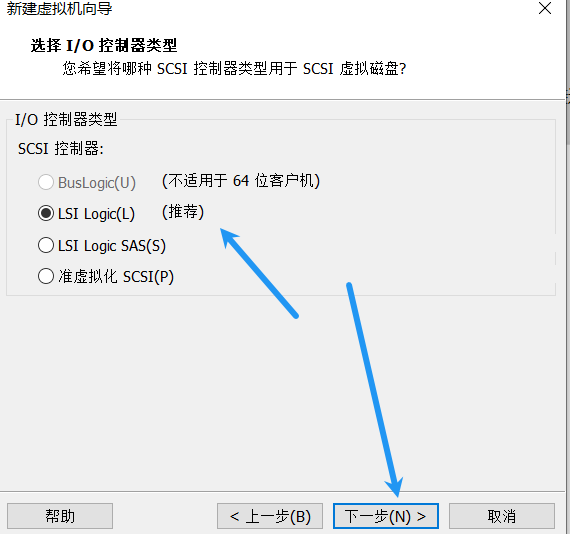 新建虚拟机向导
选择 I/O 控制器类型
您希望将哪种 SCSI 控制器类型用于 SCSI 虚拟磁盘?
I/O 控制器类型
SCSI 控制器:
BusLogic(U) (不适用于 64 位客户机)
LSI Logic(L) (推荐)
LSI Logic SAS(S)
准虚拟化 SCSI(P)
帮助 < 上一步(B) 下一步(N) > 取消